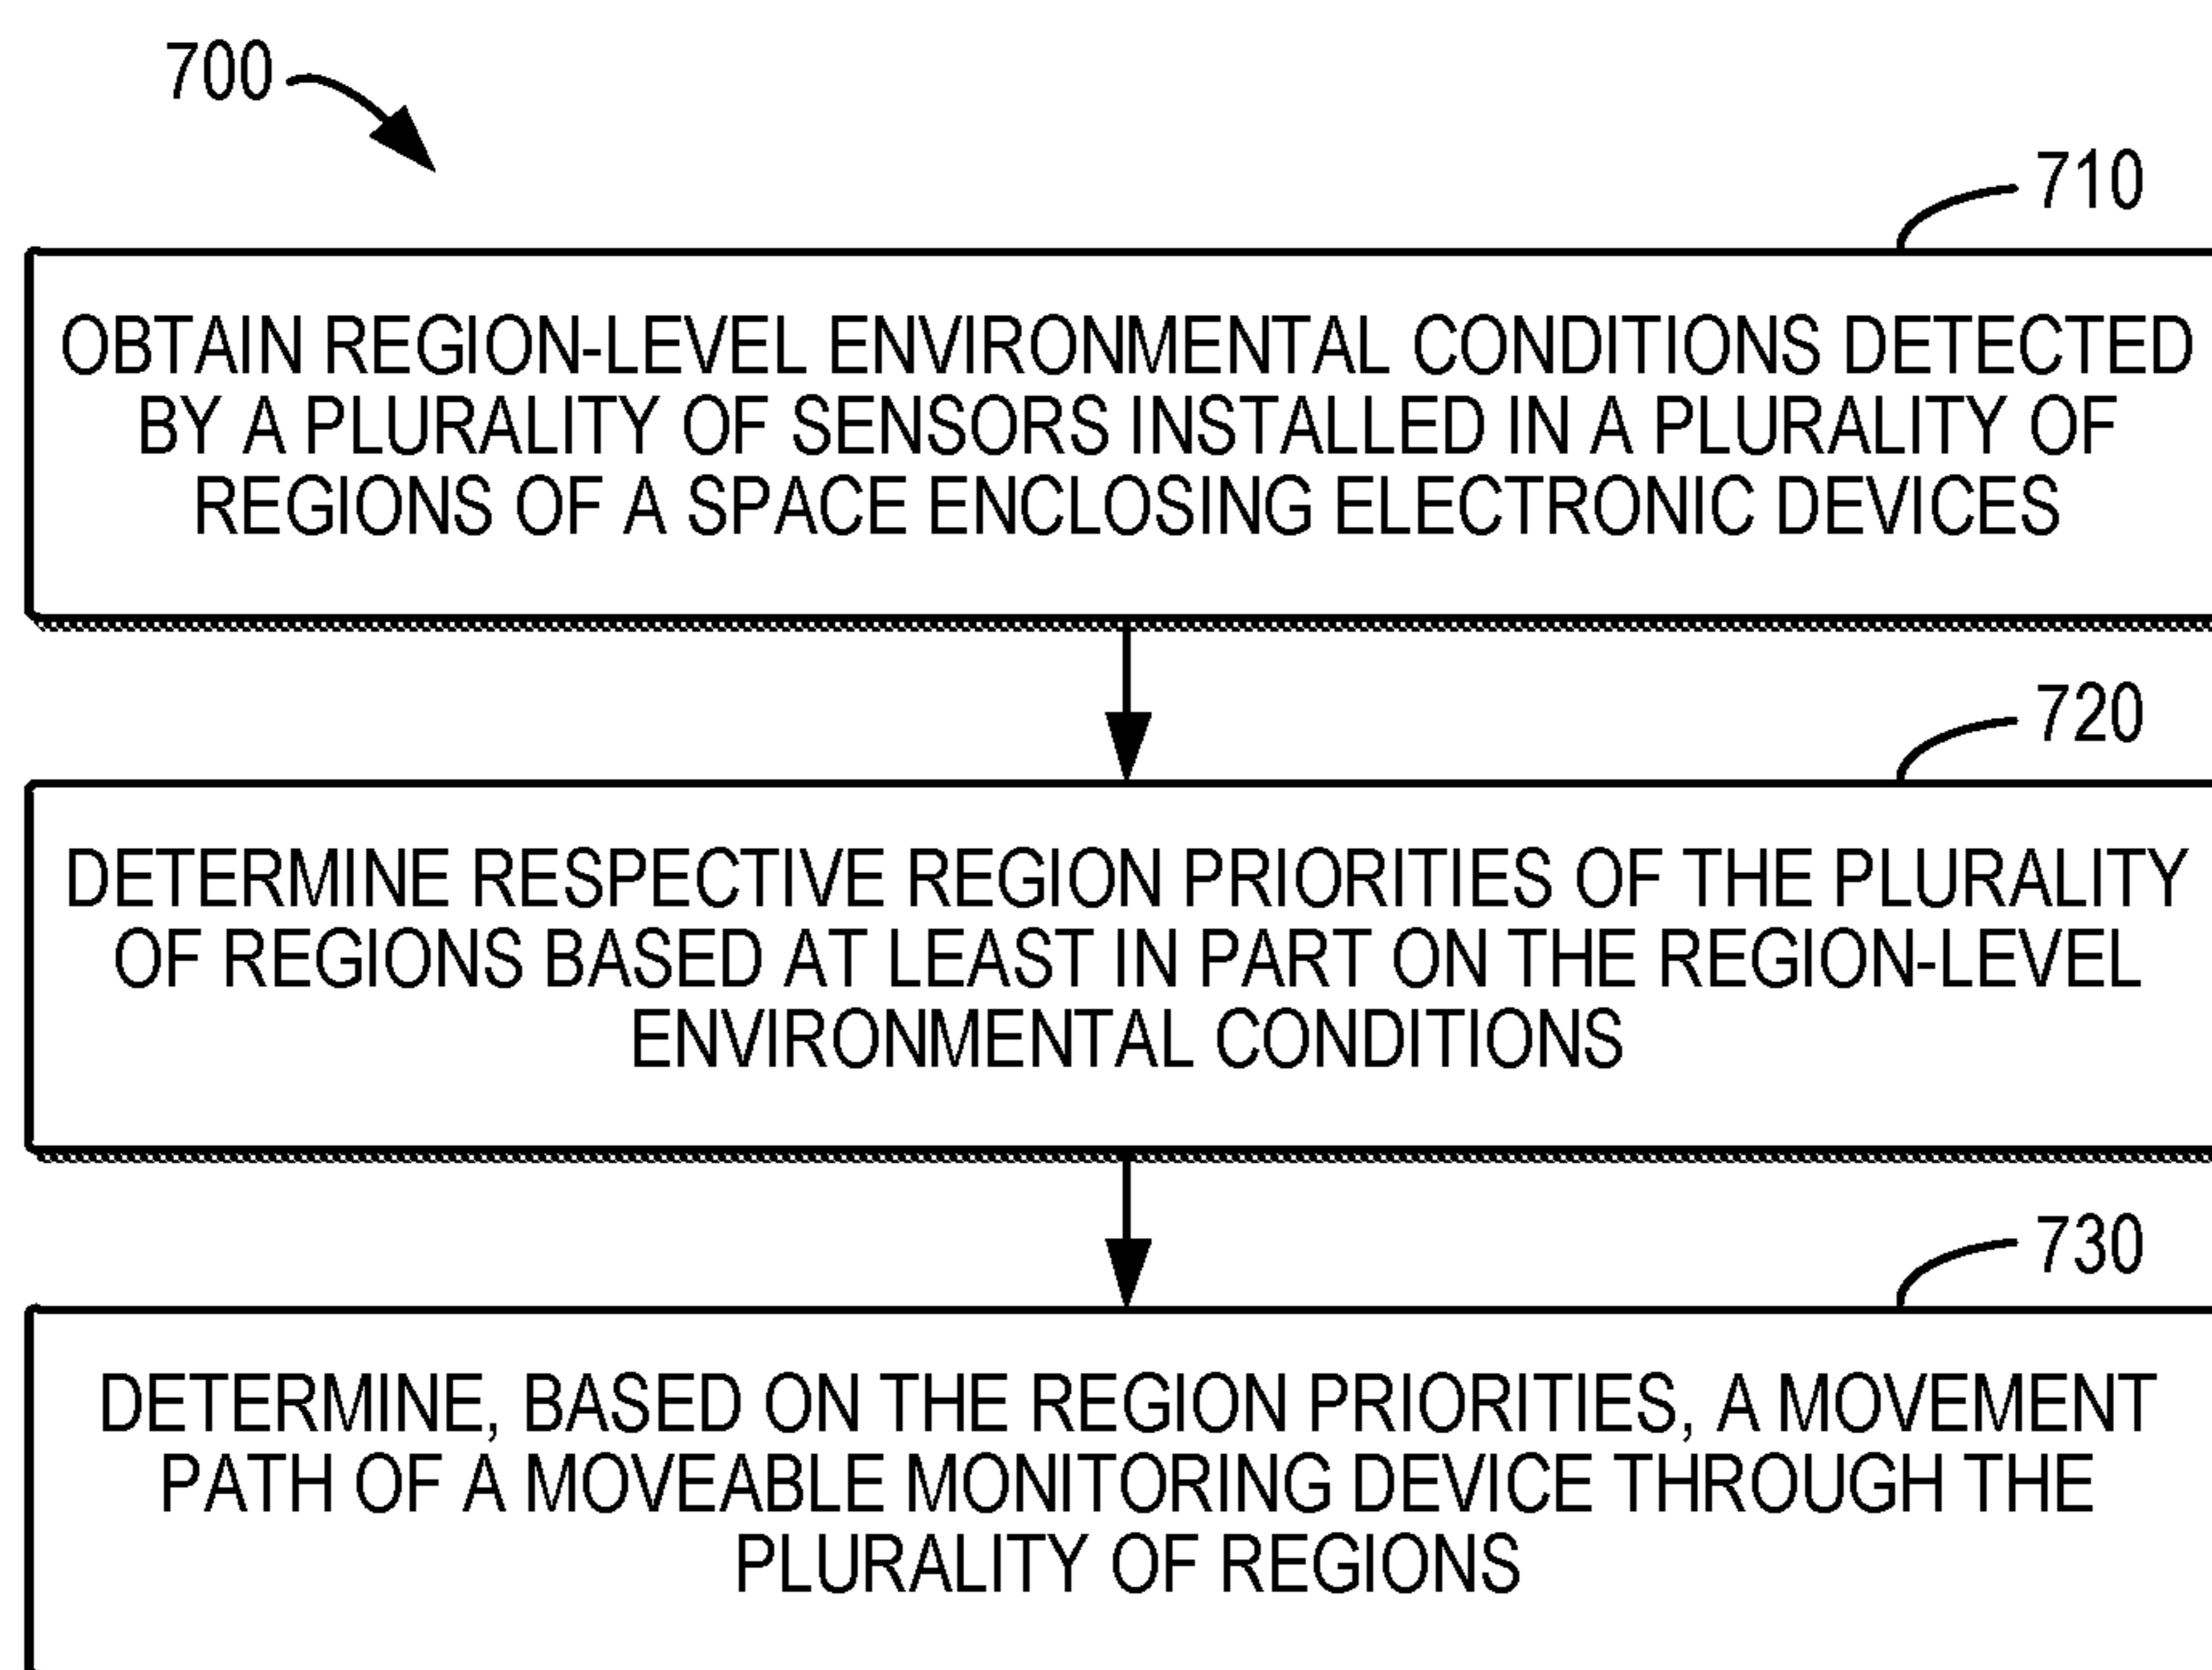 700
710
OBTAIN REGION-LEVEL ENVIRONMENTAL CONDITIONS DETECTED
BY A PLURALITY OF SENSORS INSTALLED IN A PLURALITY OF
REGIONS OF A SPACE ENCLOSING ELECTRONIC DEVICES
720
DETERMINE RESPECTIVE REGION PRIORITIES OF THE PLURALITY
OF REGIONS BASED AT LEAST IN PART ON THE REGION-LEVEL
ENVIRONMENTAL CONDITIONS
730
DETERMINE, BASED ON THE REGION PRIORITIES, A MOVEMENT
PATH OF A MOVEABLE MONITORING DEVICE THROUGH THE
PLURALITY OF REGIONS